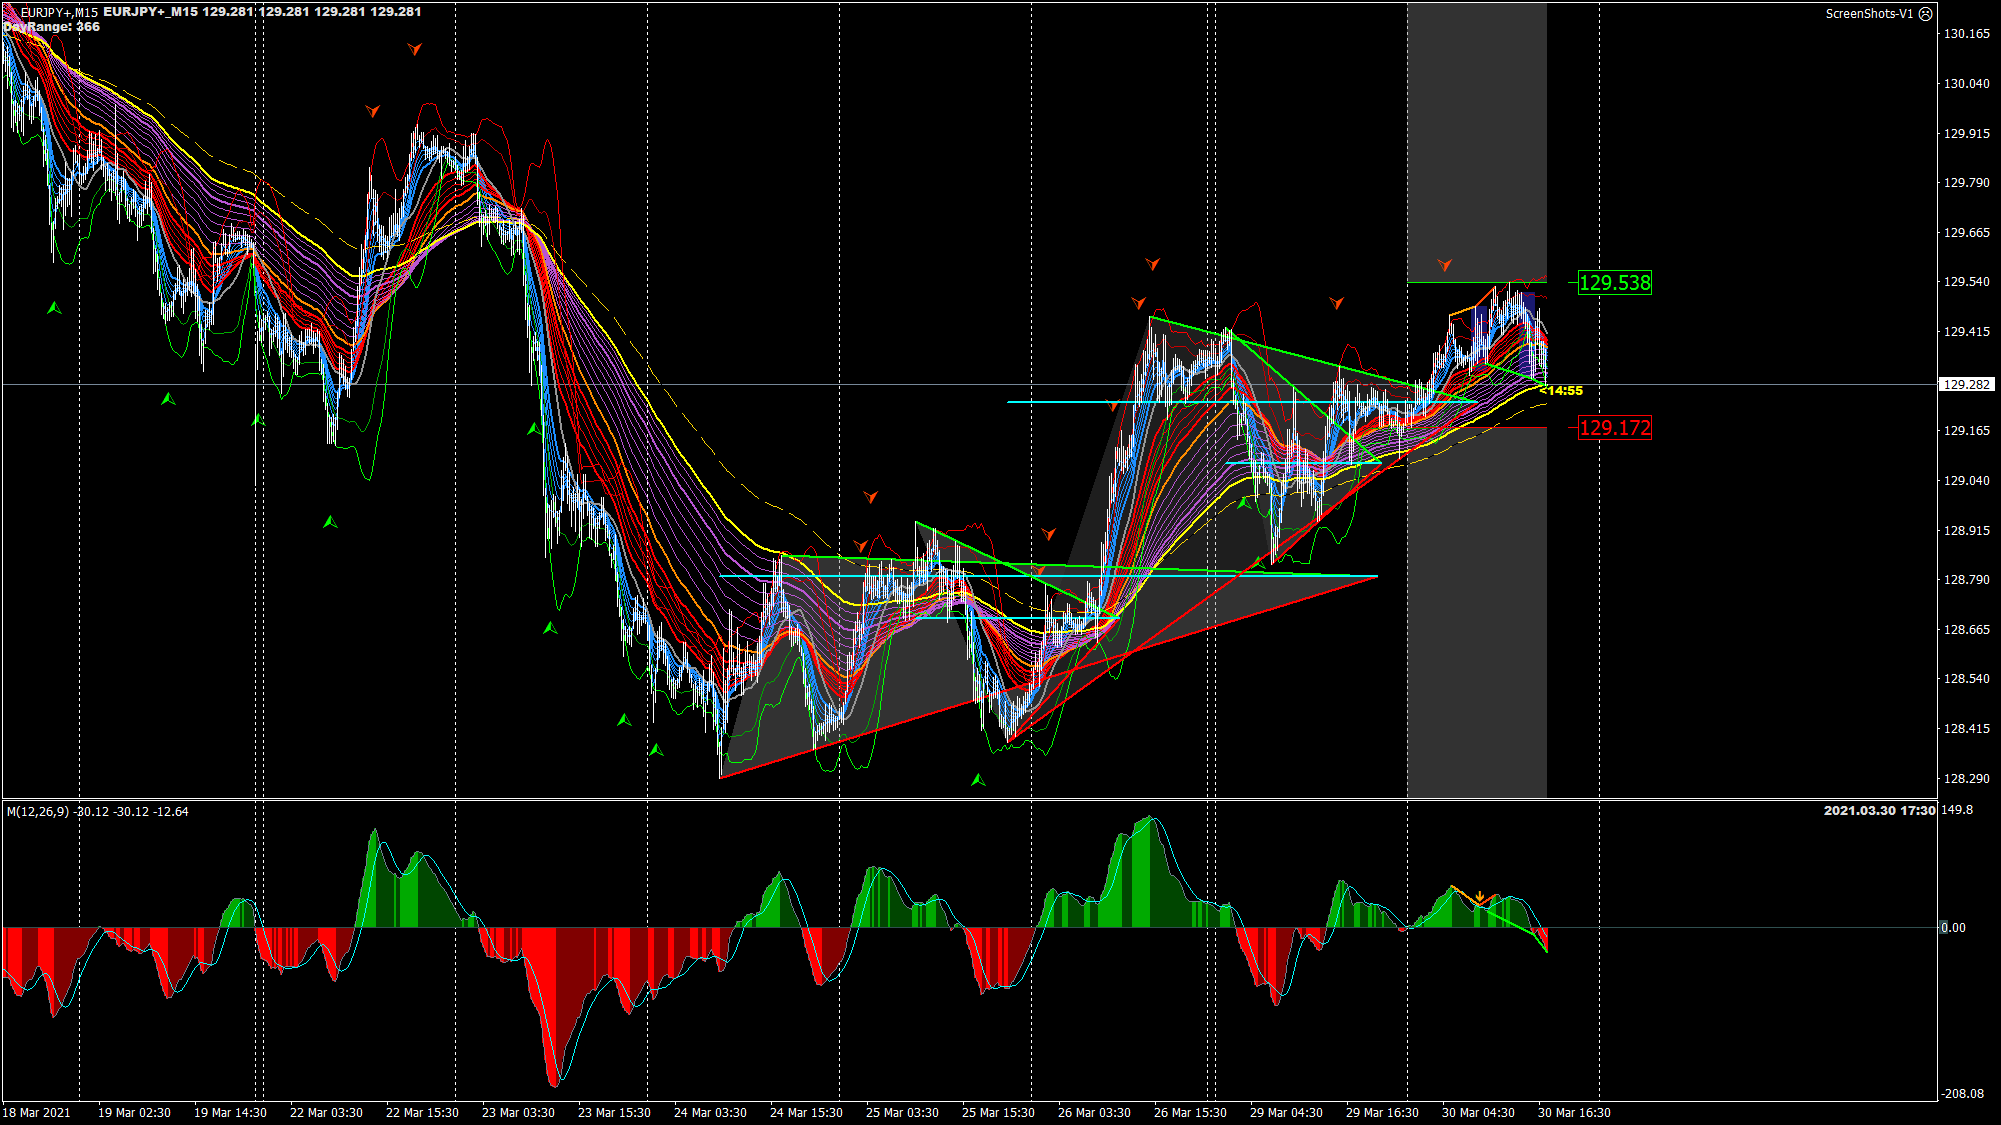 EURJPY+,M15 EURJPY+_M15 129.281 129.281 129.281 129.281
DayRange: 366
ScreenShots-V1
130.165
130.040
129.915
129.790
129.665
129.540
129.538
129.415
129.282
<14:55
129.172
129.165
129.040
128.915
128.790
128.665
128.540
128.415
128.290
M(12,26,9) -30.12 -30.12 -12.64
2021.03.30 17:30
149.8
0.00
-208.08
18 Mar 2021
19 Mar 02:30
19 Mar 14:30
22 Mar 03:30
22 Mar 15:30
23 Mar 03:30
23 Mar 15:30
24 Mar 03:30
24 Mar 15:30
25 Mar 03:30
25 Mar 15:30
26 Mar 03:30
26 Mar 15:30
29 Mar 04:30
29 Mar 16:30
30 Mar 04:30
30 Mar 16:30